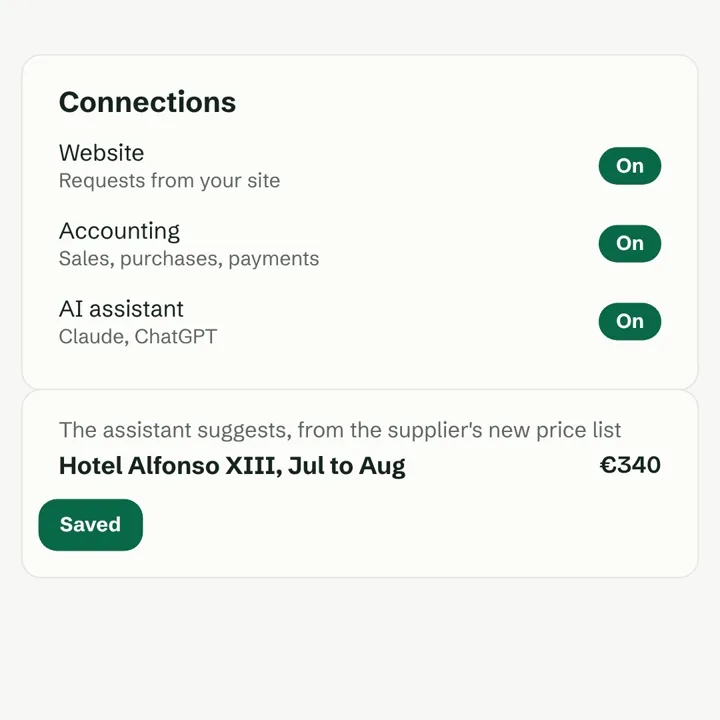 Connections
Website
Requests from your site
On
Accounting
Sales, purchases, payments
On
AI assistant
Claude, ChatGPT
On
The assistant suggests, from the supplier's new price list
Hotel Alfonso XIII, Jul to Aug
€340
Saved